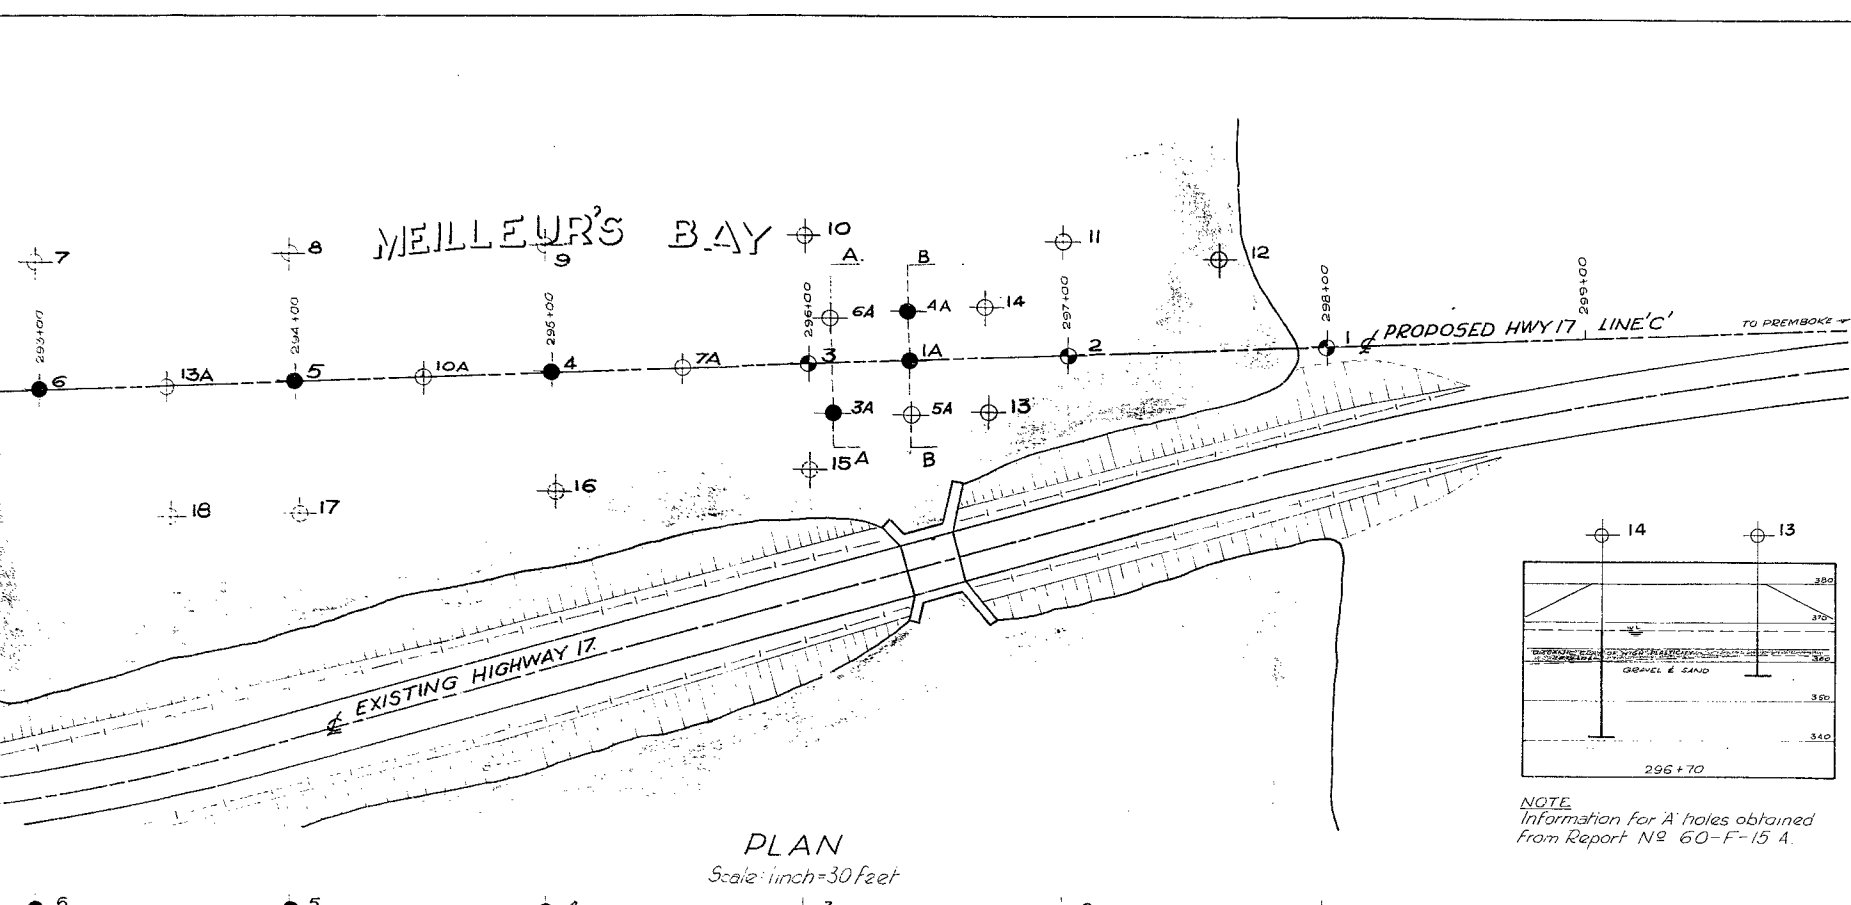 MEILLEUR'S BAY
7
8
9
10
11
12
A.
B
6A
4A
14
293+00
294+00
295+00
296+00
297+00
298+00
299+00
6
13A
5
10A
4
7A
3
1A
2
1
℄ PROPOSED HWY 17 LINE 'C'
TO PREMBOKE
3A
5A
13
A
B
15
16
17
18
℄ EXISTING HIGHWAY 17.
14
13
380
370
W.L.
360
GRAVEL & SAND
350
340
296+70
NOTE
Information for 'A' holes obtained
from Report Nº 60-F-15 A.
PLAN
Scale: 1 inch = 30 feet
6
5
4
3
2